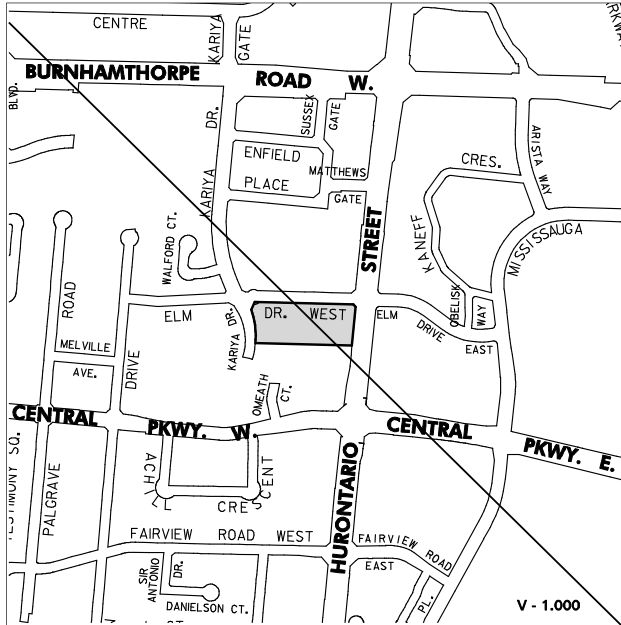 CENTRE
KARIYA
GATE
BURNHAMTHORPE ROAD W.
BLVD.
DR.
SUSSEX
GATE
ENFIELD
PLACE
MATTHEWS
GATE
CRES.
ARISTA WAY
KARIYA
WALFORD CT.
STREET
KANEFF
MISSISSAUGA
ROAD
ELM
DR. WEST
ELM
DRIVE
EAST
OBELISK
WAY
KARIYA DR.
MELVILLE
AVE.
DRIVE
OMEATH
CT.
CENTRAL PKWY. W.
CENTRAL PKWY. E.
PALGRAVE
ACHILL
CRESCENT
HURONTARIO
FAIRVIEW ROAD WEST
FAIRVIEW ROAD
EAST
SIR
ANTONIO
DR.
DANIELSON CT.
PL.
V - 1.000